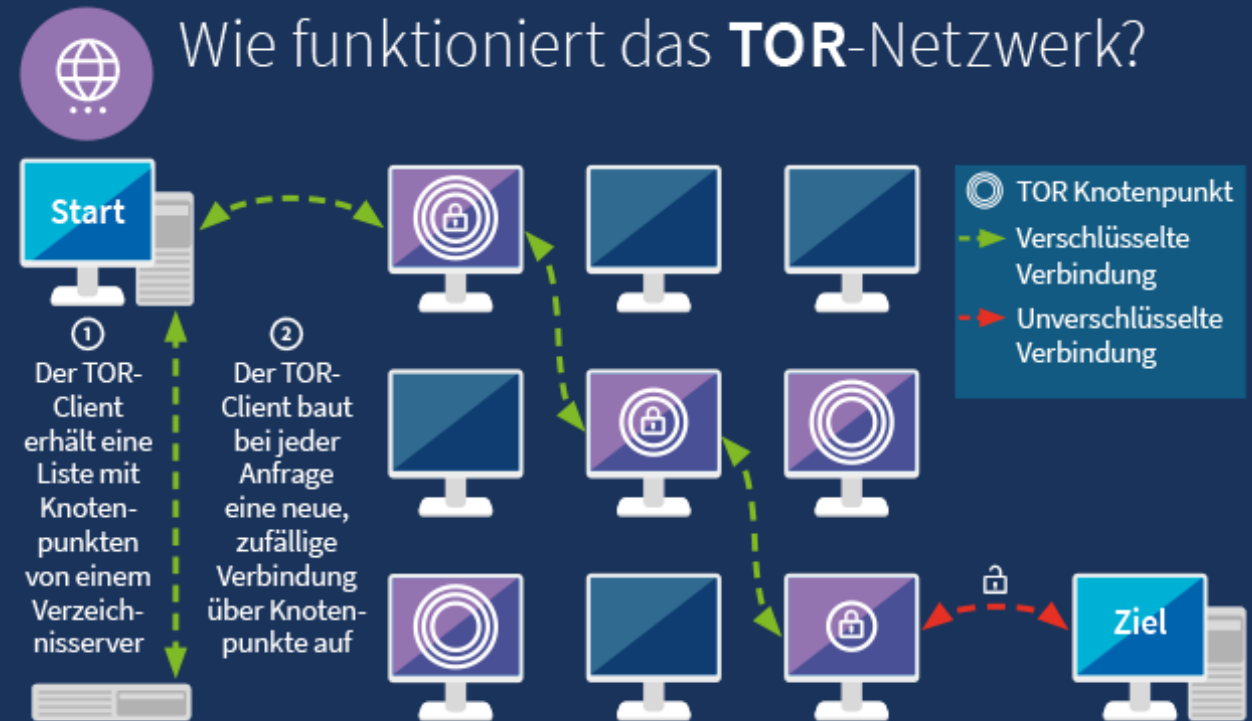 Wie funktioniert das TOR-Netzwerk?
Start
①
Der TOR-
Client
erhält eine
Liste mit
Knoten-
punkten
von einem
Verzeich-
nisserver
②
Der TOR-
Client baut
bei jeder
Anfrage
eine neue,
zufällige
Verbindung
über Knoten-
punkte auf
TOR Knotenpunkt
Verschlüsselte
Verbindung
Unverschlüsselte
Verbindung
Ziel